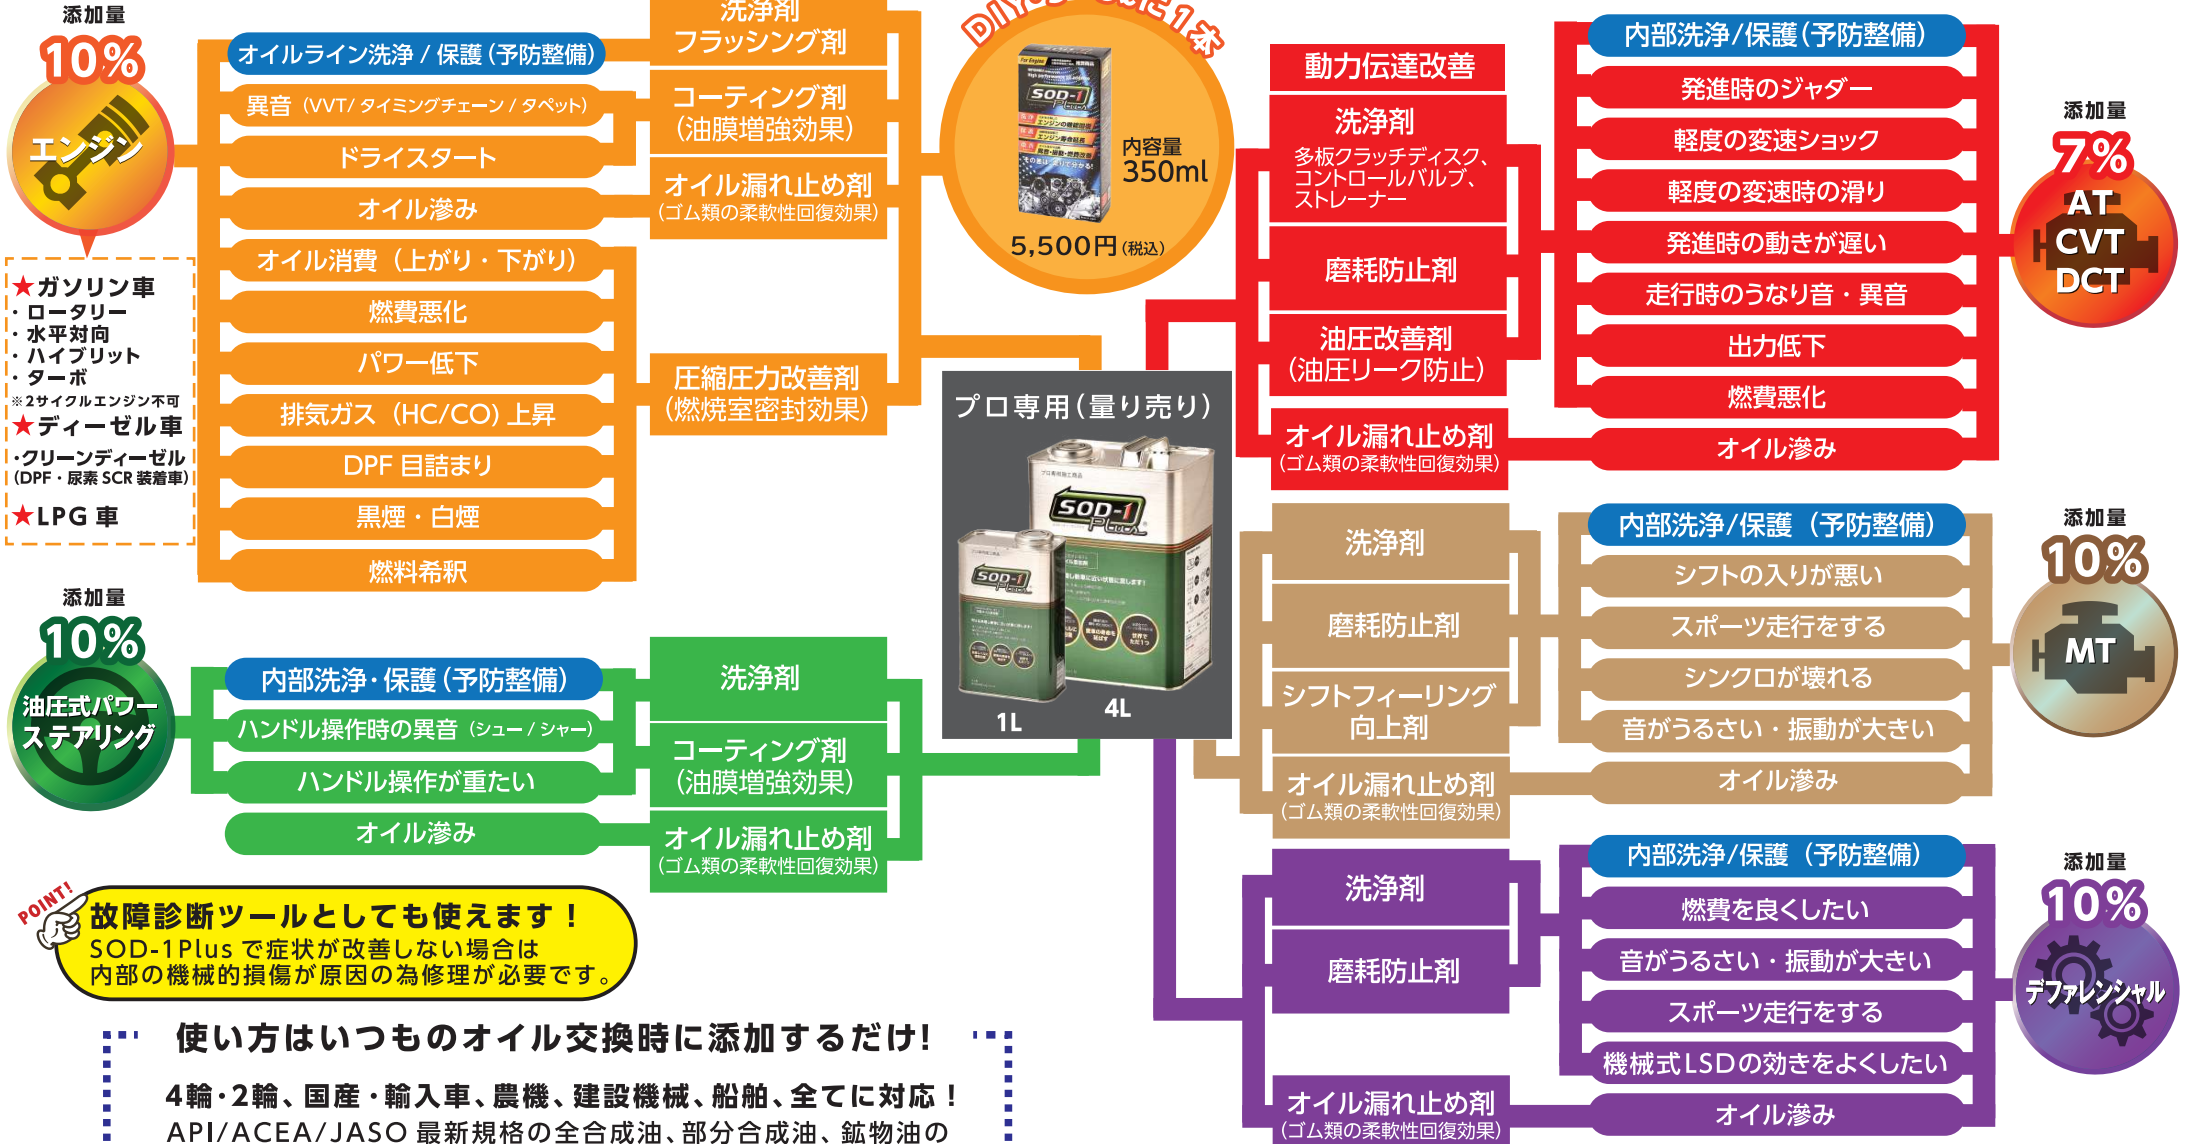 添加量
10%
エンジン
★ガソリン車
・ロータリー
・水平対向
・ハイブリット
・ターボ
※2サイクルエンジン不可
★ディーゼル車
・クリーンディーゼル
(DPF・尿素SCR装着車)
★LPG車
オイルライン洗浄/保護(予防整備)
異音(VVT/タイミングチェーン/タペット)
ドライスタート
オイル滲み
オイル消費(上がり・下がり)
燃費悪化
パワー低下
排気ガス(HC/CO)上昇
DPF目詰まり
黒煙・白煙
燃料希釈
洗浄剤
フラッシング剤
コーティング剤
(油膜増強効果)
オイル漏れ止め剤
(ゴム類の柔軟性回復効果)
圧縮圧力改善剤
(燃焼室密封効果)
For Engine
SOD-1
Plus
内容量
350ml
5,500円(税込)
プロ専用(量り売り)
SOD-1
Plus
SOD-1
Plus
1L
4L
添加量
10%
油圧式パワー
ステアリング
内部洗浄・保護(予防整備)
ハンドル操作時の異音(シュー/シャー)
ハンドル操作が重たい
オイル滲み
洗浄剤
コーティング剤
(油膜増強効果)
オイル漏れ止め剤
(ゴム類の柔軟性回復効果)
POINT!
故障診断ツールとしても使えます!
SOD-1Plusで症状が改善しない場合は
内部の機械的損傷が原因の為修理が必要です。
使い方はいつものオイル交換時に添加するだけ!
4輪・2輪、国産・輸入車、農機、建設機械、船舶、全てに対応!
API/ACEA/JASO最新規格の全合成油、部分合成油、鉱物油の
動力伝達改善
洗浄剤
多板クラッチディスク、
コントロールバルブ、
ストレーナー
磨耗防止剤
油圧改善剤
(油圧リーク防止)
オイル漏れ止め剤
(ゴム類の柔軟性回復効果)
内部洗浄/保護(予防整備)
発進時のジャダー
軽度の変速ショック
軽度の変速時の滑り
発進時の動きが遅い
走行時のうなり音・異音
出力低下
燃費悪化
オイル滲み
添加量
7%
AT
CVT
DCT
洗浄剤
磨耗防止剤
シフトフィーリング
向上剤
オイル漏れ止め剤
(ゴム類の柔軟性回復効果)
内部洗浄/保護(予防整備)
シフトの入りが悪い
スポーツ走行をする
シンクロが壊れる
音がうるさい・振動が大きい
オイル滲み
添加量
10%
MT
洗浄剤
磨耗防止剤
オイル漏れ止め剤
(ゴム類の柔軟性回復効果)
内部洗浄/保護(予防整備)
燃費を良くしたい
音がうるさい・振動が大きい
スポーツ走行をする
機械式LSDの効きをよくしたい
オイル滲み
添加量
10%
デファレンシャル